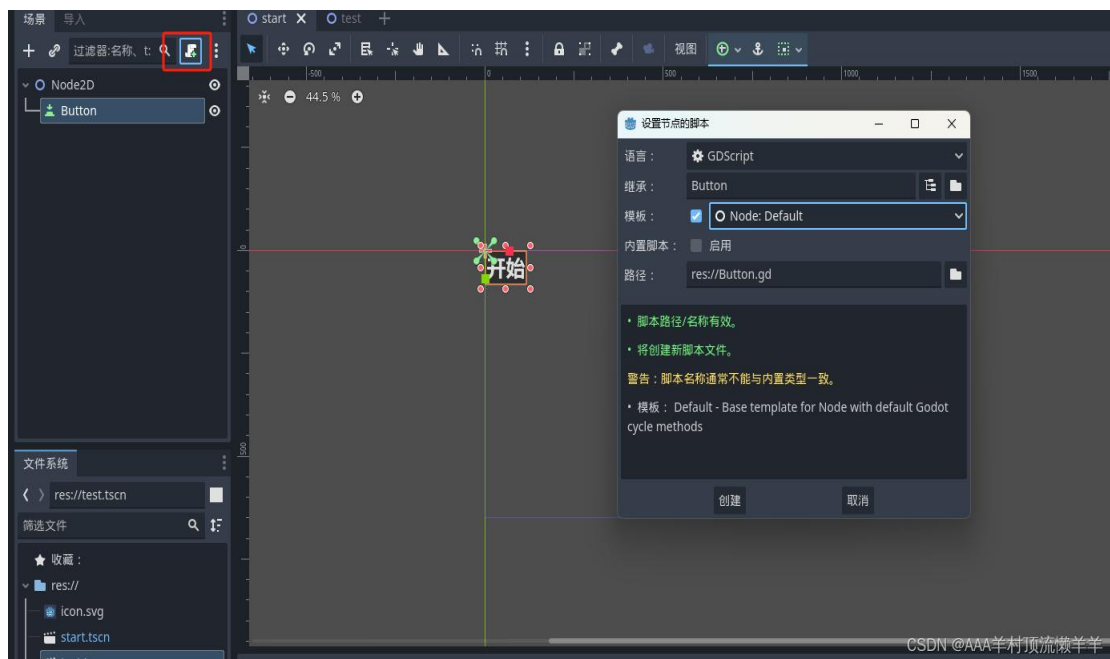 场景 导入
start test
过滤器:名称、t:
视图
Node2D
Button
44.5 %
-500 0 500 1000 1500
0
500
开始
设置节点的脚本
语言： GDScript
继承： Button
模板： Node: Default
内置脚本： 启用
路径： res://Button.gd
• 脚本路径/名称有效。
• 将创建新脚本文件。
警告：脚本名称通常不能与内置类型一致。
• 模板： Default - Base template for Node with default Godot
cycle methods
创建 取消
文件系统
res://test.tscn
筛选文件
收藏：
res://
icon.svg
start.tscn
CSDN @AAA羊村顶流懒羊羊